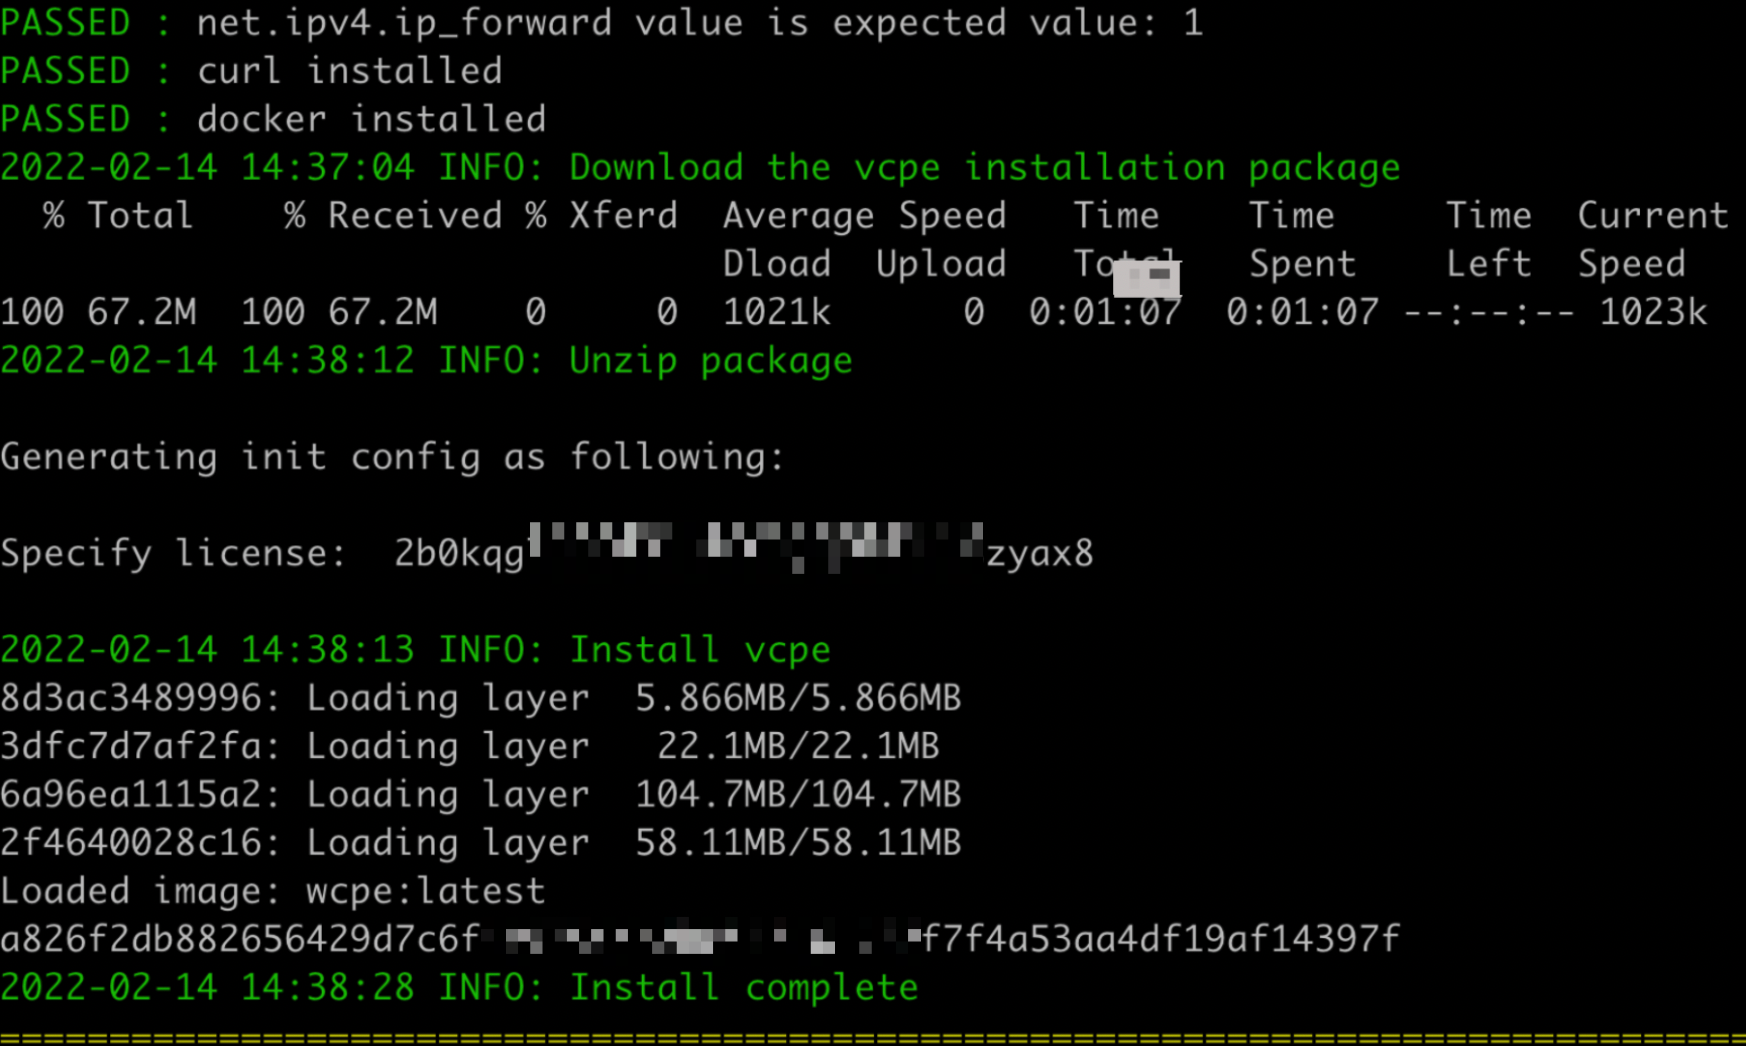 PASSED : net.ipv4.ip_forward value is expected value: 1
PASSED : curl installed
PASSED : docker installed
2022-02-14 14:37:04 INFO: Download the vcpe installation package
% Total % Received % Xferd Average Speed Time Time Time Current
Dload Upload Total Spent Left Speed
100 67.2M 100 67.2M 0 0 1021k 0 0:01:07 0:01:07 --:--:-- 1023k
2022-02-14 14:38:12 INFO: Unzip package
Generating init config as following:
Specify license: 2b0kqg zyax8
2022-02-14 14:38:13 INFO: Install vcpe
8d3ac3489996: Loading layer 5.866MB/5.866MB
3dfc7d7af2fa: Loading layer 22.1MB/22.1MB
6a96ea1115a2: Loading layer 104.7MB/104.7MB
2f4640028c16: Loading layer 58.11MB/58.11MB
Loaded image: wcpe:latest
a826f2db882656429d7c6f f7f4a53aa4df19af14397f
2022-02-14 14:38:28 INFO: Install complete
================================================================================